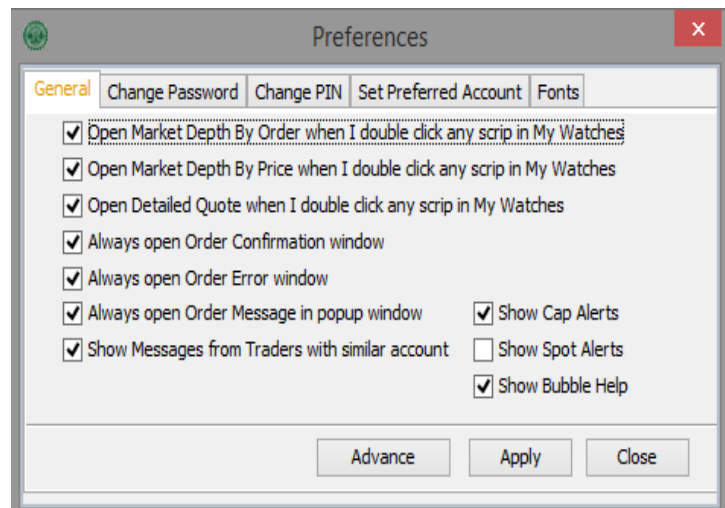 Preferences
x
General Change Password Change PIN Set Preferred Account Fonts
Open Market Depth By Order when I double click any scrip in My Watches
Open Market Depth By Price when I double click any scrip in My Watches
Open Detailed Quote when I double click any scrip in My Watches
Always open Order Confirmation window
Always open Order Error window
Always open Order Message in popup window Show Cap Alerts
Show Messages from Traders with similar account Show Spot Alerts
Show Bubble Help
Advance Apply Close